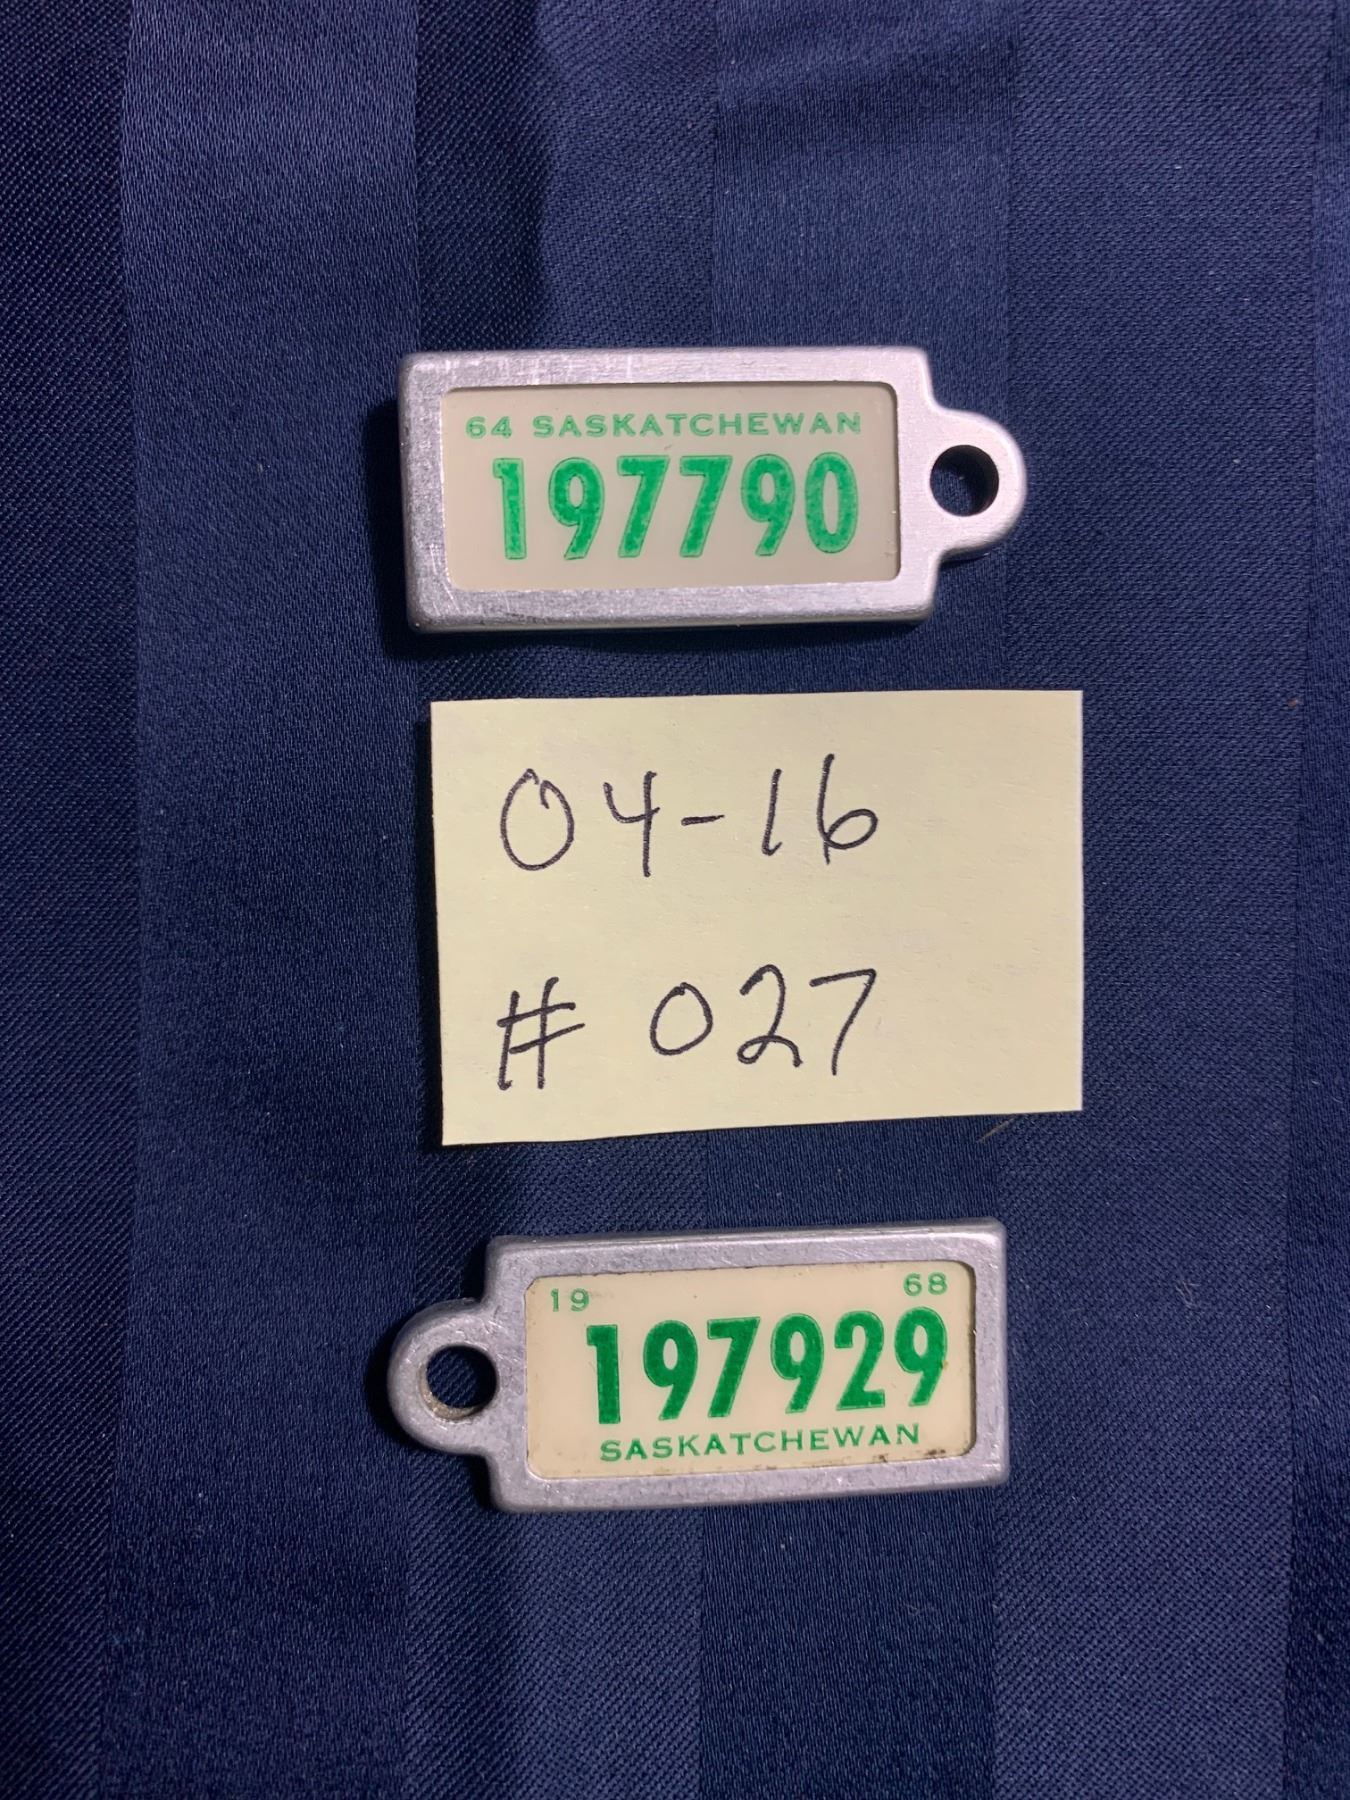 64 SASKATCHEWAN
197790
04-16
# 027
19 68
197929
SASKATCHEWAN